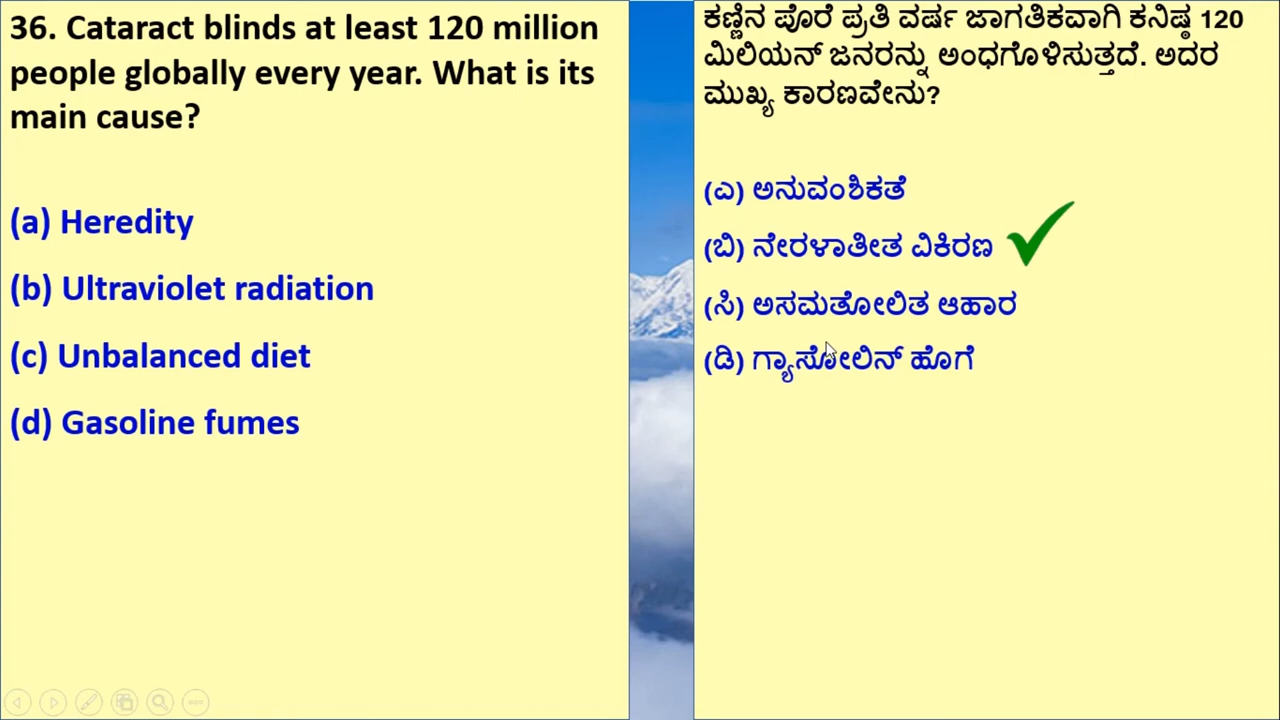 36. Cataract blinds at least 120 million
people globally every year. What is its
main cause?
(a) Heredity
(b) Ultraviolet radiation
(c) Unbalanced diet
(d) Gasoline fumes
ಕಣ್ಣಿನ ಪೊರೆ ಪ್ರತಿ ವರ್ಷ ಜಾಗತಿಕವಾಗಿ ಕನಿಷ್ಠ 120
ಮಿಲಿಯನ್ ಜನರನ್ನು ಅಂಧಗೊಳಿಸುತ್ತದೆ. ಅದರ
ಮುಖ್ಯ ಕಾರಣವೇನು?
(ಎ) ಅನುವಂಶಿಕತೆ
(ಬಿ) ನೇರಳಾತೀತ ವಿಕಿರಣ
(ಸಿ) ಅಸಮತೋಲಿತ ಆಹಾರ
(ಡಿ) ಗ್ಯಾಸೋಲಿನ್ ಹೊಗೆ